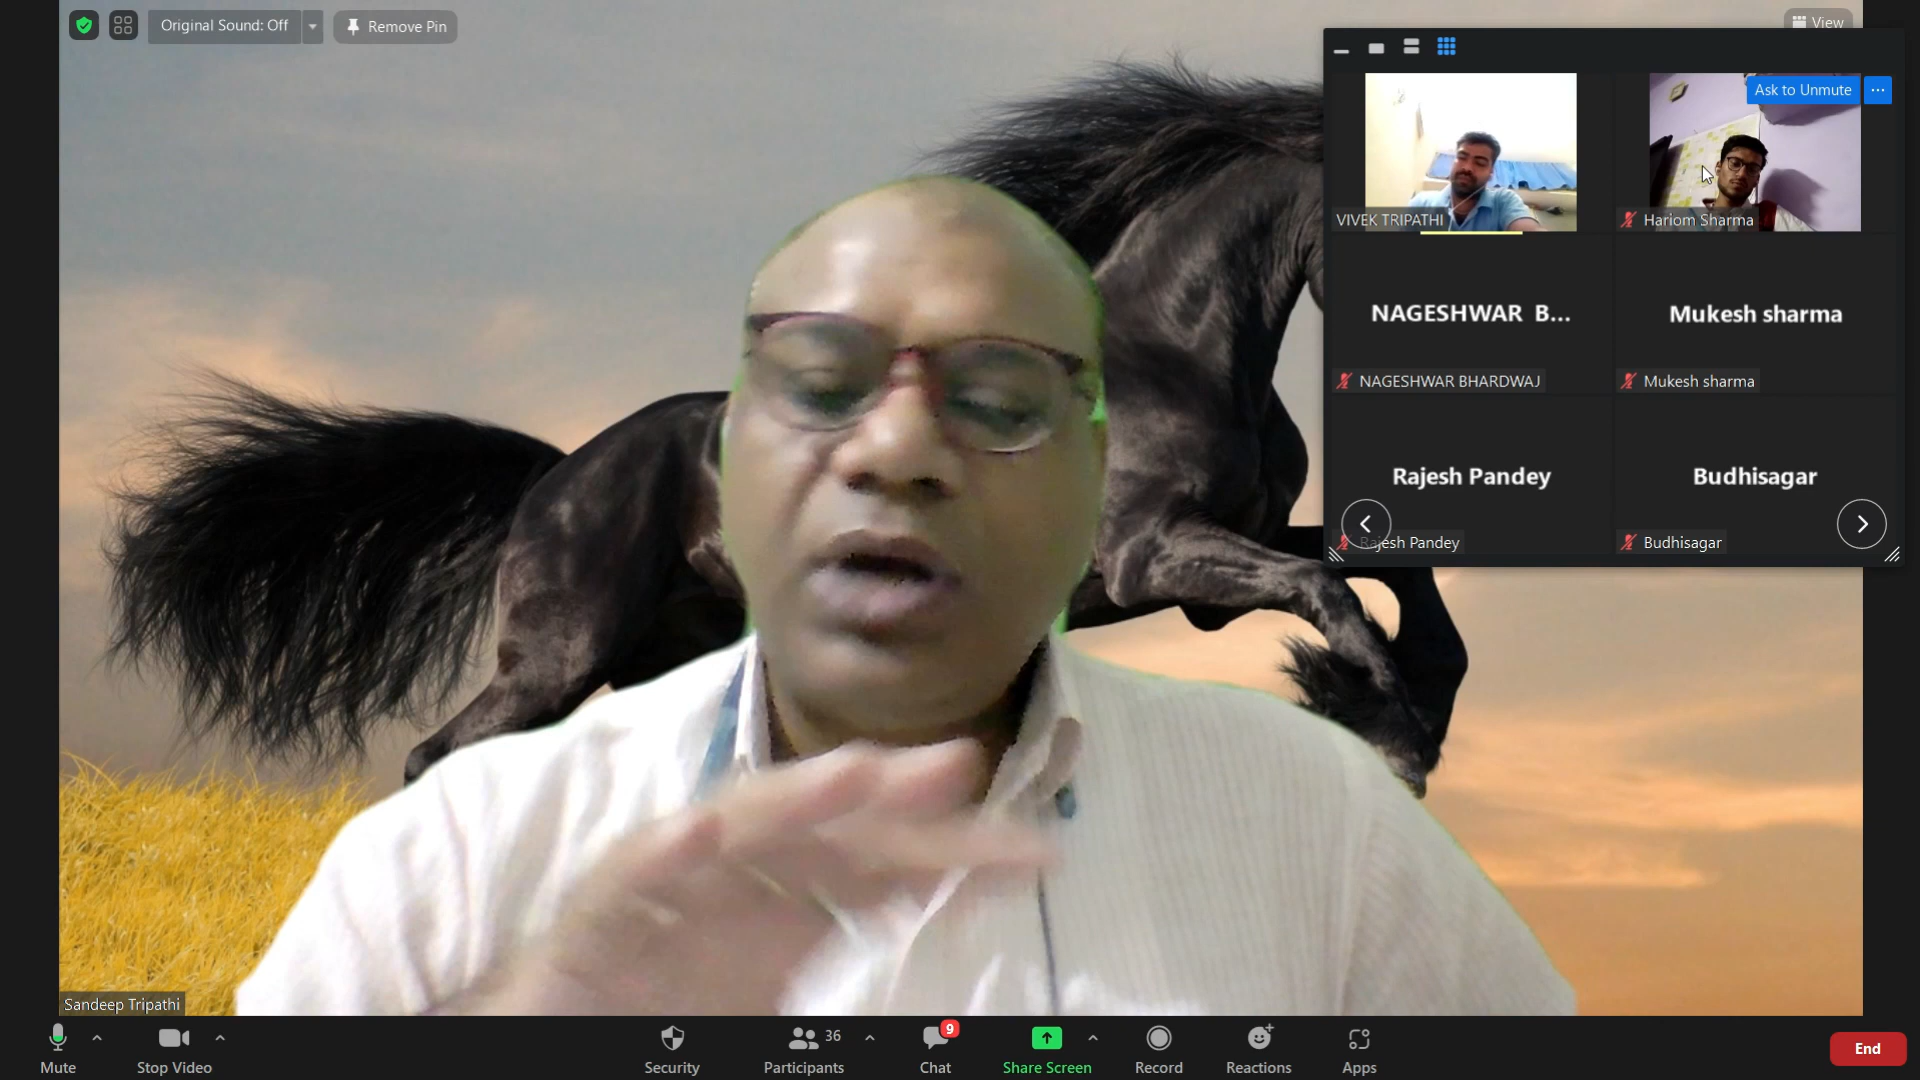 Original Sound: Off
Remove Pin
View
Ask to Unmute
VIVEK TRIPATHI
Hariom Sharma
NAGESHWAR B...
Mukesh sharma
NAGESHWAR BHARDWAJ
Mukesh sharma
Rajesh Pandey
Budhisagar
Rajesh Pandey
Budhisagar
Sandeep Tripathi
36
9
Mute
Stop Video
Security
Participants
Chat
Share Screen
Record
Reactions
Apps
End